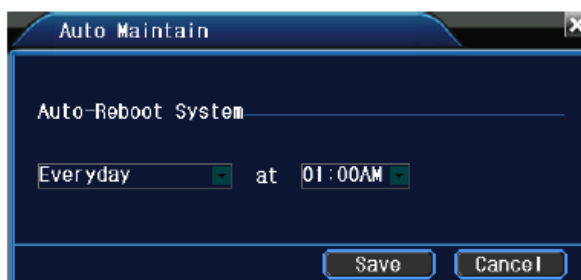 Auto Maintain
Auto-Reboot System
Everyday at 01:00AM
Save Cancel